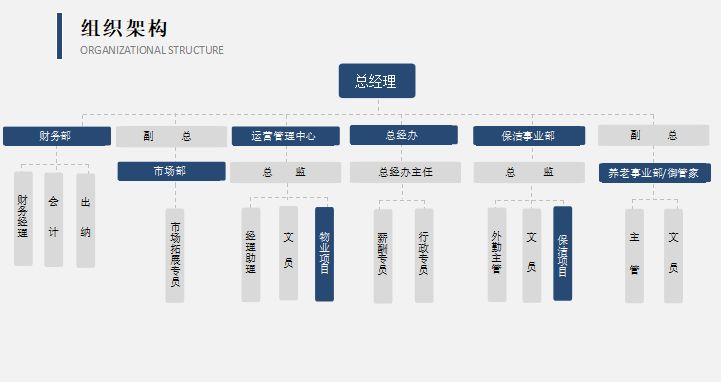 组织架构
ORGANIZATIONAL STRUCTURE
总经理
财务部
副 总
运营管理中心
总经办
保洁事业部
副 总
市场部
总 监
总经办主任
总 监
养老事业部/御管家
财务经理
会计
出纳
市场拓展专员
经理助理
文员
物业项目
薪酬专员
行政专员
外勤主管
文员
保洁项目
主管
文员